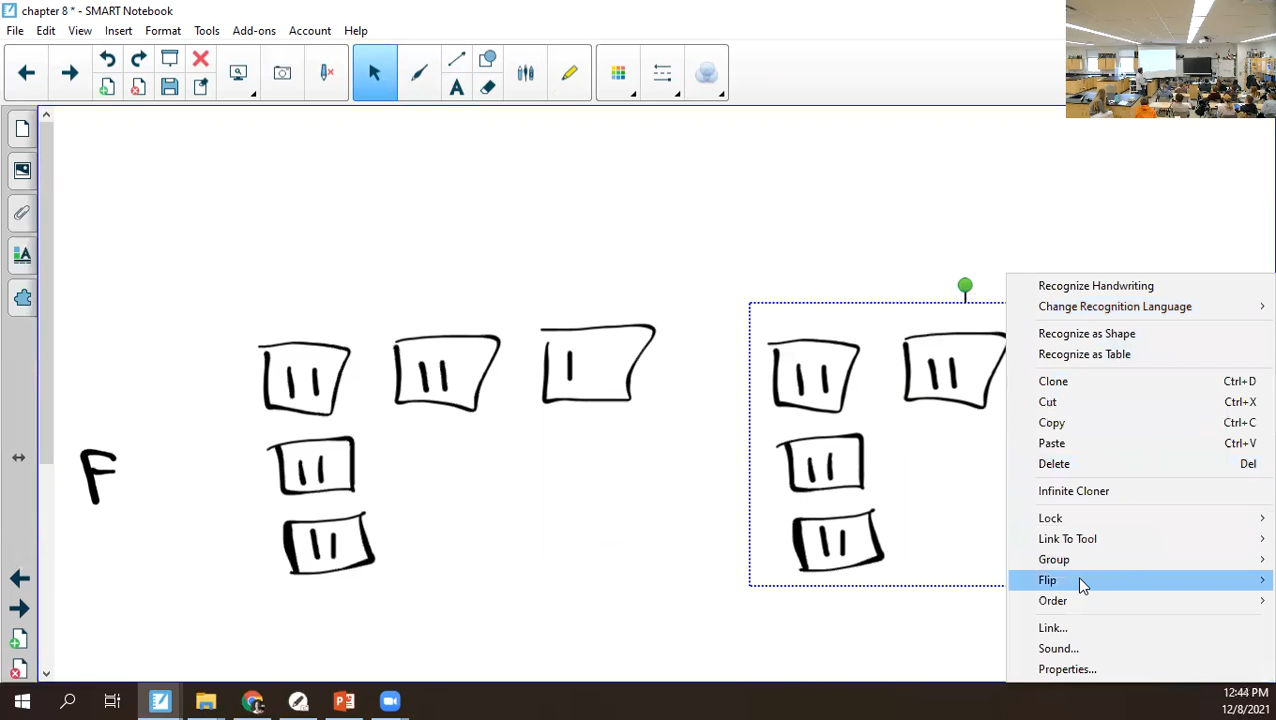 chapter 8 * - SMART Notebook
File Edit View Insert Format Tools Add-ons Account Help
Recognize Handwriting
Change Recognition Language
Recognize as Shape
Recognize as Table
Clone Ctrl+D
Cut Ctrl+X
Copy Ctrl+C
Paste Ctrl+V
Delete Del
Infinite Cloner
Lock
Link To Tool
Group
Flip
Order
Link...
Sound...
Properties...
F
12:44 PM
12/8/2021